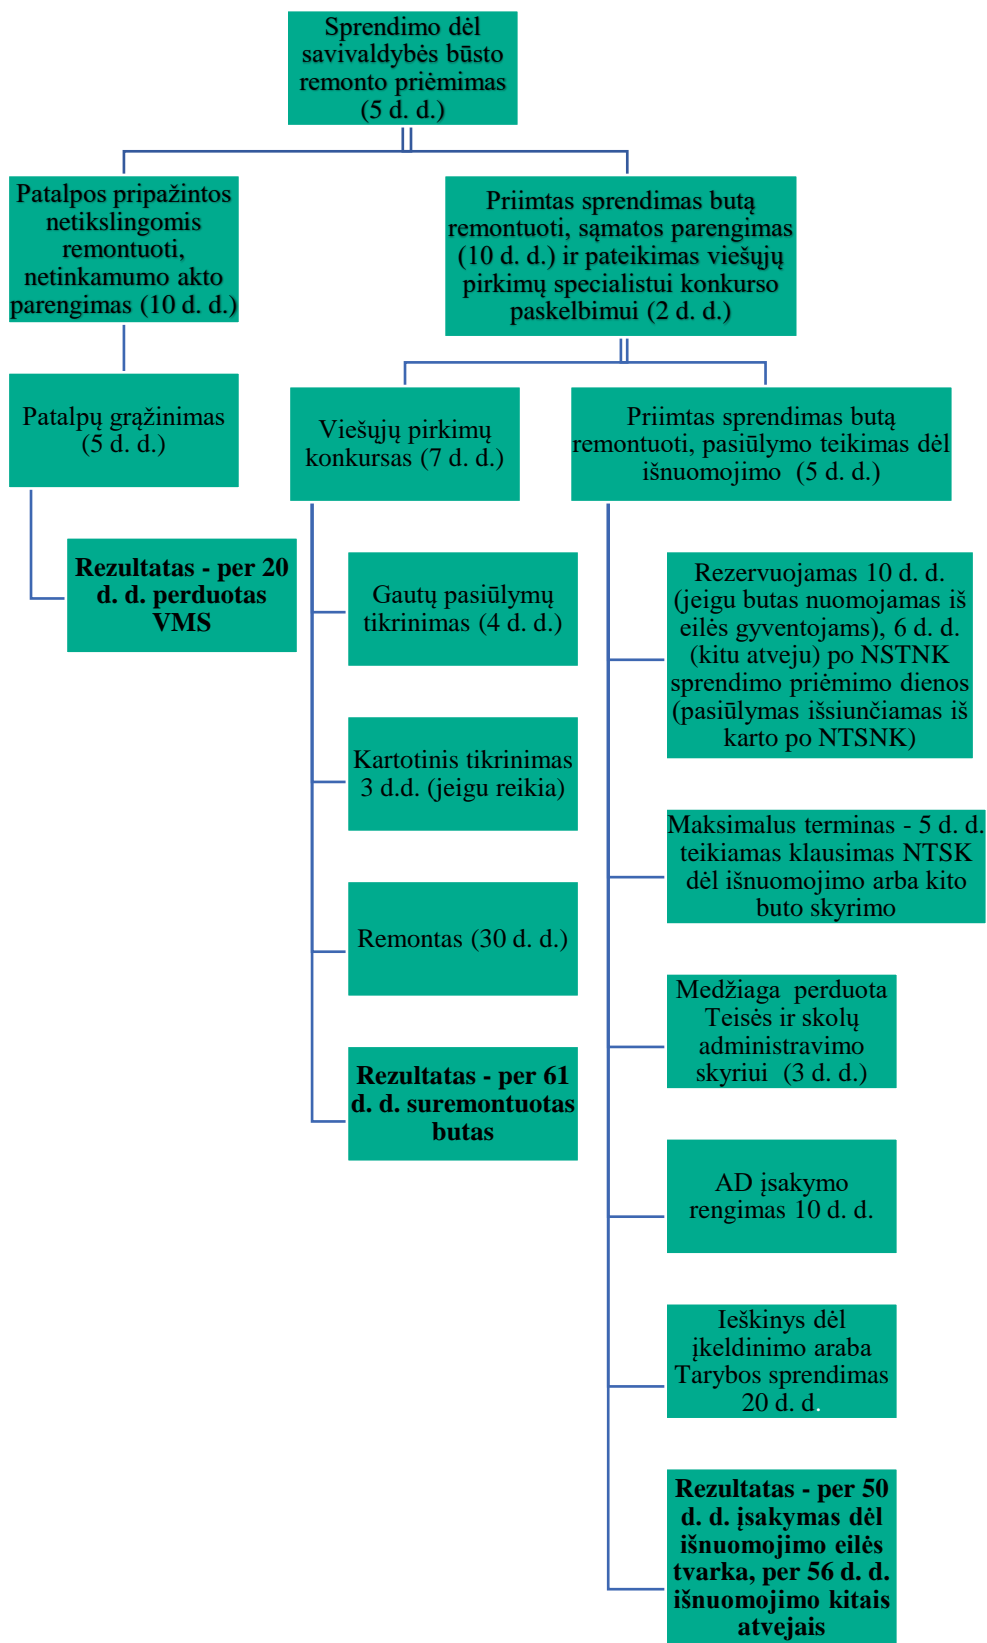 Sprendimo dėl
savivaldybės būsto
remonto priėmimas
(5 d. d.)
Patalpos pripažintos
netikslingomis
remontuoti,
netinkamumo akto
parengimas (10 d. d.)
Priimtas sprendimas butą
remontuoti, sąmatos parengimas
(10 d. d.) ir pateikimas viešųjų
pirkimų specialistui konkurso
paskelbimui (2 d. d.)
Patalpų grąžinimas
(5 d. d.)
Rezultatas - per 20
d. d. perduotas
VMS
Viešųjų pirkimų
konkursas (7 d. d.)
Gautų pasiūlymų
tikrinimas (4 d. d.)
Kartotinis tikrinimas
3 d.d. (jeigu reikia)
Remontas (30 d. d.)
Rezultatas - per 61
d. d. suremontuotas
butas
Priimtas sprendimas butą
remontuoti, pasiūlymo teikimas dėl
išnuomojimo (5 d. d.)
Rezervuojamas 10 d. d.
(jeigu butas nuomojamas iš
eilės gyventojams), 6 d. d.
(kitu atveju) po NSTNK
sprendimo priėmimo dienos
(pasiūlymas išsiunčiamas iš
karto po NTSNK)
Maksimalus terminas - 5 d. d.
teikiamas klausimas NTSK
dėl išnuomojimo arba kito
buto skyrimo
Medžiaga perduota
Teisės ir skolų
administravimo
skyriui (3 d. d.)
AD įsakymo
rengimas 10 d. d.
Ieškinys dėl
įkeldinimo araba
Tarybos sprendimas
20 d. d.
Rezultatas - per 50
d. d. įsakymas dėl
išnuomojimo eilės
tvarka, per 56 d. d.
išnuomojimo kitais
atvejais